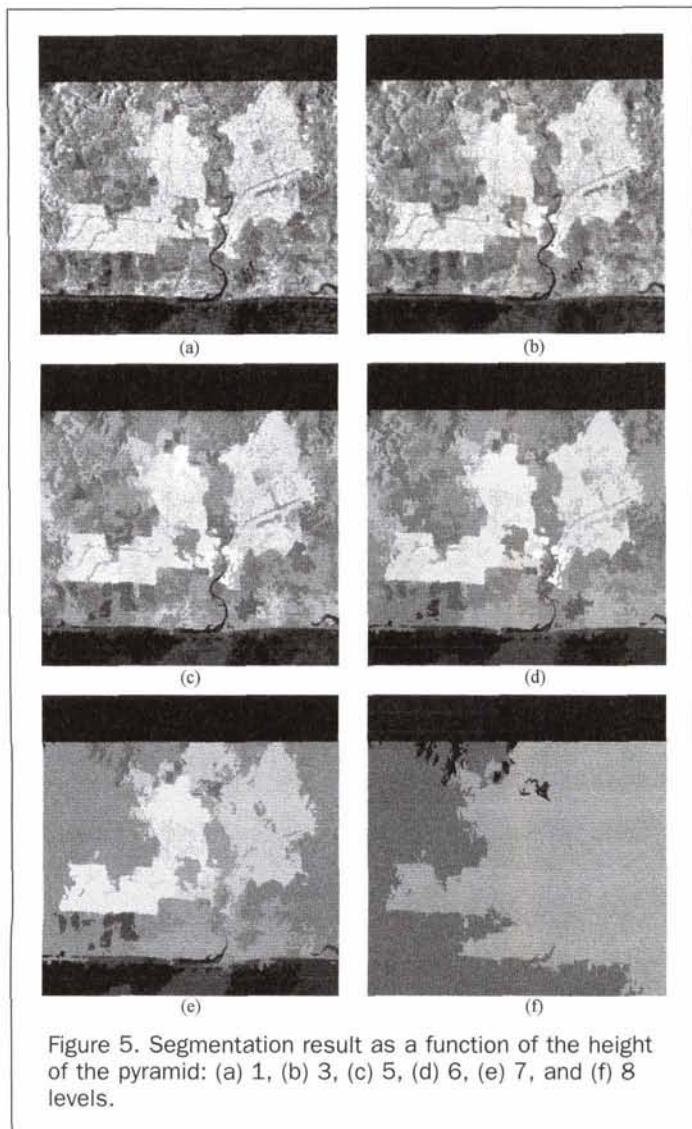 (a)
(b)
(c)
(d)
(e)
(f)
Figure 5. Segmentation result as a function of the height
of the pyramid: (a) 1, (b) 3, (c) 5, (d) 6, (e) 7, and (f) 8
levels.